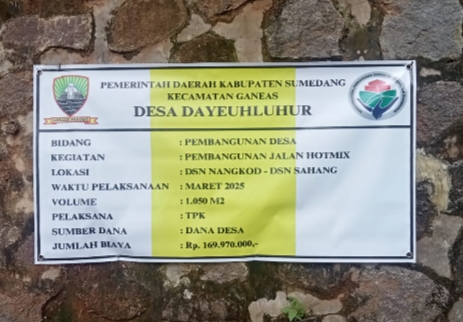 PEMERINTAH DAERAH KABUPATEN SUMEDANG
KECAMATAN GANEAS
DESA DAYEUHLUHUR
BIDANG : PEMBANGUNAN DESA
KEGIATAN : PEMBANGUNAN JALAN HOTMIX
LOKASI : DSN NANGKOD - DSN SAHANG
WAKTU PELAKSANAAN : MARET 2025
VOLUME : 1.050 M2
PELAKSANA : TPK
SUMBER DANA : DANA DESA
JUMLAH BIAYA : Rp. 169.970.000,-